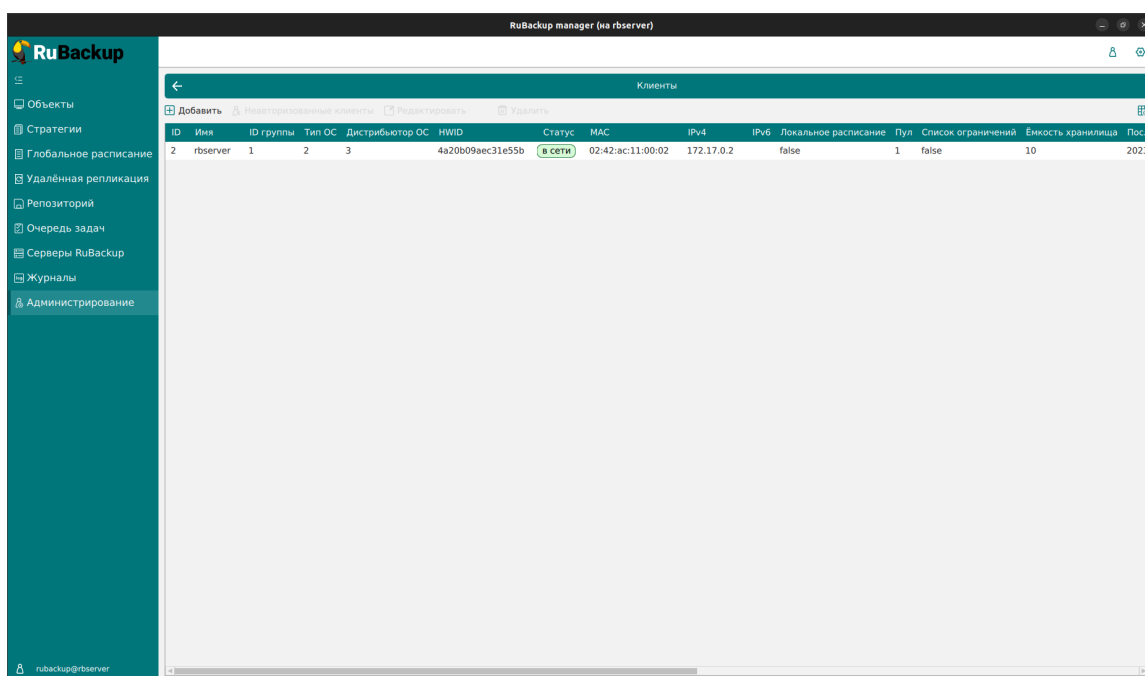 RuBackup manager (на rbserver)
RuBackup
Объекты
Стратегии
Глобальное расписание
Удалённая репликация
Репозиторий
Очередь задач
Серверы RuBackup
Журналы
Администрирование
rubackup@rbserver
Клиенты
Добавить Неавторизованные клиенты Редактировать Удалить
ID Имя ID группы Тип ОС Дистрибьютор ОС HWID Статус MAC IPv4 IPv6 Локальное расписание Пул Список ограничений Ёмкость хранилища Пос
2 rbserver 1 2 3 4a20b09aec31e55b в сети 02:42:ac:11:00:02 172.17.0.2 false 1 false 10 202